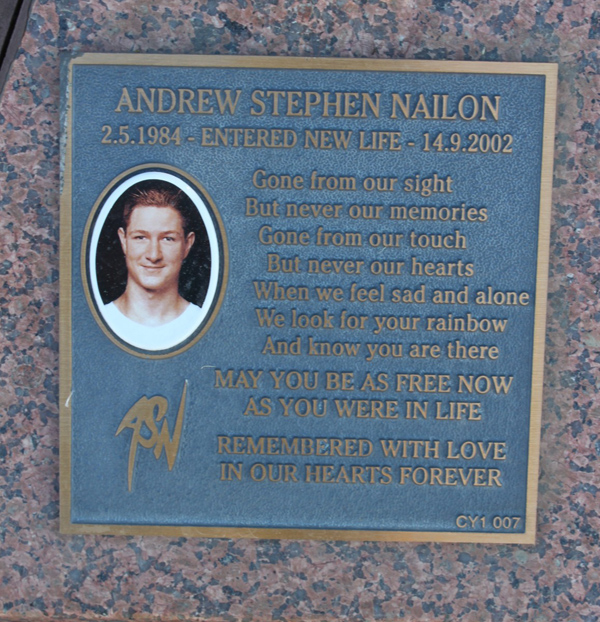 ANDREW STEPHEN NAILON
2.5.1984 - ENTERED NEW LIFE - 14.9.2002
Gone from our sight
But never our memories
Gone from our touch
But never our hearts
When we feel sad and alone
We look for your rainbow
And know you are there
MAY YOU BE AS FREE NOW
AS YOU WERE IN LIFE
ASN
REMEMBERED WITH LOVE
IN OUR HEARTS FOREVER
CY1 007